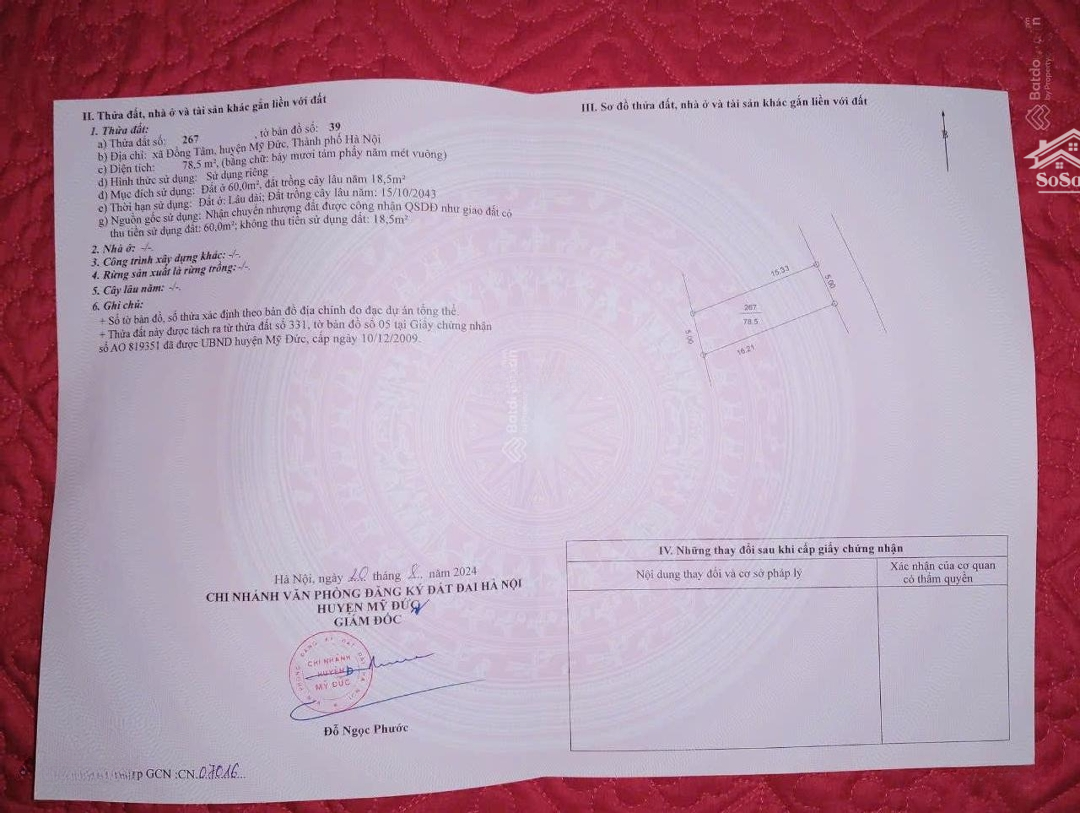 II. Thửa đất, nhà ở và tài sản khác gắn liền với đất
1. Thửa đất:
a) Thửa đất số: 267 , tờ bản đồ số: 39
b) Địa chỉ: xã Đồng Tâm, huyện Mỹ Đức, Thành phố Hà Nội
c) Diện tích: 78,5 m², (bằng chữ: bảy mươi tám phẩy năm mét vuông)
d) Hình thức sử dụng: Sử dụng riêng
đ) Mục đích sử dụng: Đất ở 60,0m², đất trồng cây lâu năm 18,5m²
e) Thời hạn sử dụng: Đất ở: Lâu dài; Đất trồng cây lâu năm: 15/10/2043
g) Nguồn gốc sử dụng: Nhận chuyển nhượng đất được công nhận QSDĐ như giao đất có
thu tiền sử dụng đất: 60,0m²; không thu tiền sử dụng đất: 18,5m²
2. Nhà ở: -/-
3. Công trình xây dựng khác: -/-
4. Rừng sản xuất là rừng trồng: -/-
5. Cây lâu năm: -/-
6. Ghi chú:
+ Số tờ bản đồ, số thửa xác định theo bản đồ địa chính đo đạc dự án tổng thể.
+ Thửa đất này được tách ra từ thửa đất số 331, tờ bản đồ số 05 tại Giấy chứng nhận
số AO 819351 đã được UBND huyện Mỹ Đức, cấp ngày 10/12/2009.
Hà Nội, ngày 20 tháng 8 năm 2024
CHI NHÁNH VĂN PHÒNG ĐĂNG KÝ ĐẤT ĐAI HÀ NỘI
HUYỆN MỸ ĐỨC
GIÁM ĐỐC
CHI NHÁNH
HUYỆN
MỸ ĐỨC
Đỗ Ngọc Phước
GCN :CN.07016
III. Sơ đồ thửa đất, nhà ở và tài sản khác gắn liền với đất
15.33
5.00
267
78.5
5.00
16.21
IV. Những thay đổi sau khi cấp giấy chứng nhận
Nội dung thay đổi và cơ sở pháp lý
Xác nhận của cơ quan
có thẩm quyền
Batdo
by Property
SoSa